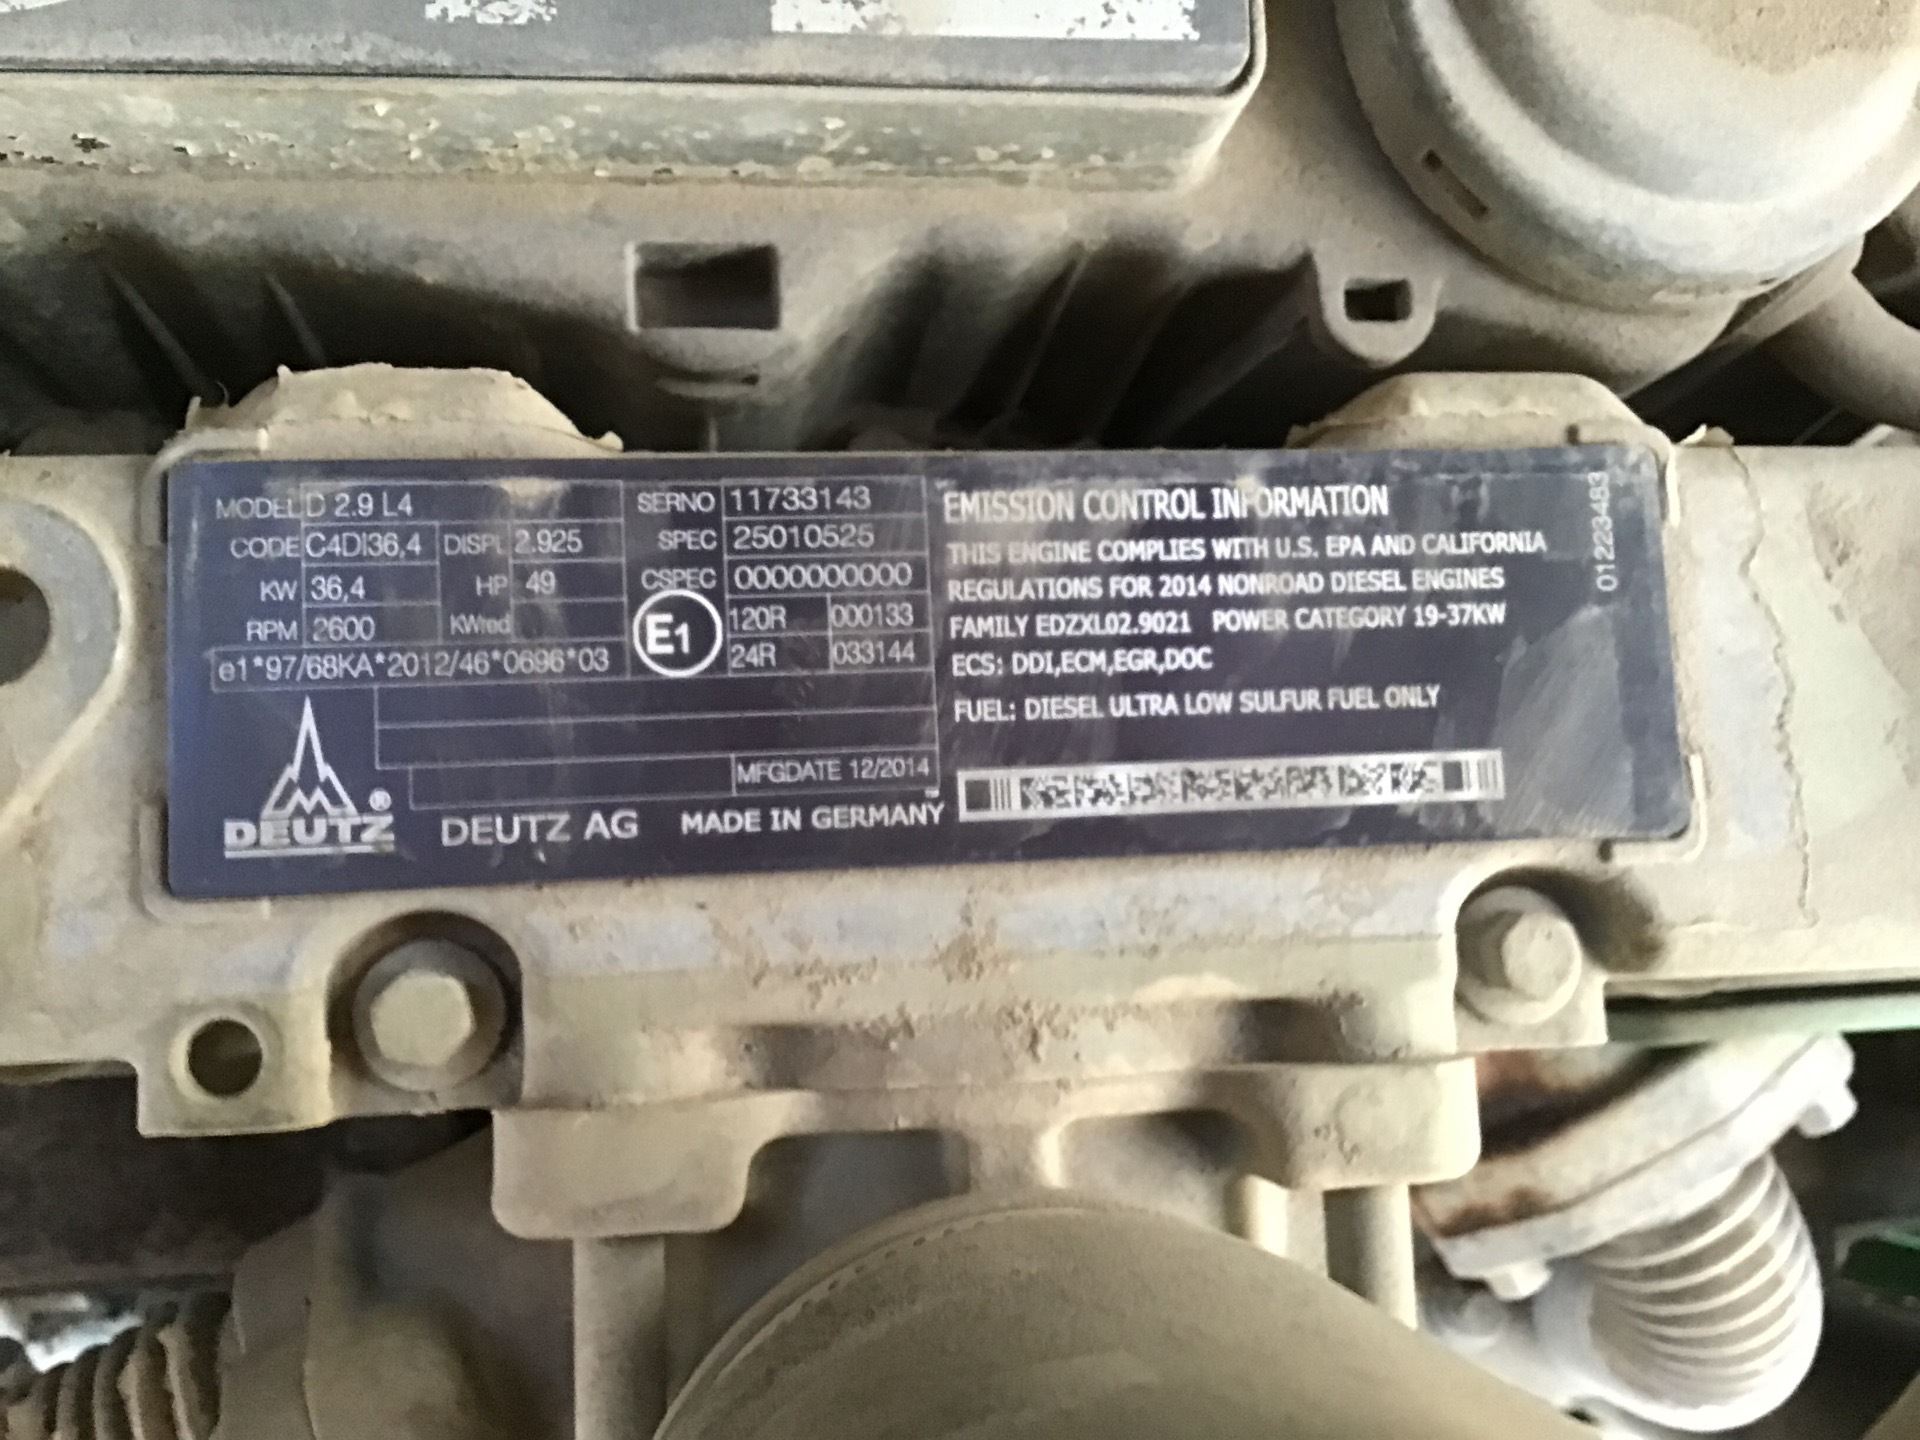 MODEL D 2.9 L4
CODE C4DI36,4 DISPL 2.925
KW 36,4 HP 49
RPM 2600 KWred
e1*97/68KA*2012/46*0696*03
SERNO 11733143
SPEC 25010525
CSPEC 0000000000
E1 120R 000133
24R 033144
MFGDATE 12/2014
DEUTZ ® DEUTZ AG MADE IN GERMANY
EMISSION CONTROL INFORMATION
THIS ENGINE COMPLIES WITH U.S. EPA AND CALIFORNIA
REGULATIONS FOR 2014 NONROAD DIESEL ENGINES
FAMILY EDZXL02.9021 POWER CATEGORY 19-37KW
ECS: DDI,ECM,EGR,DOC
FUEL: DIESEL ULTRA LOW SULFUR FUEL ONLY
01223483